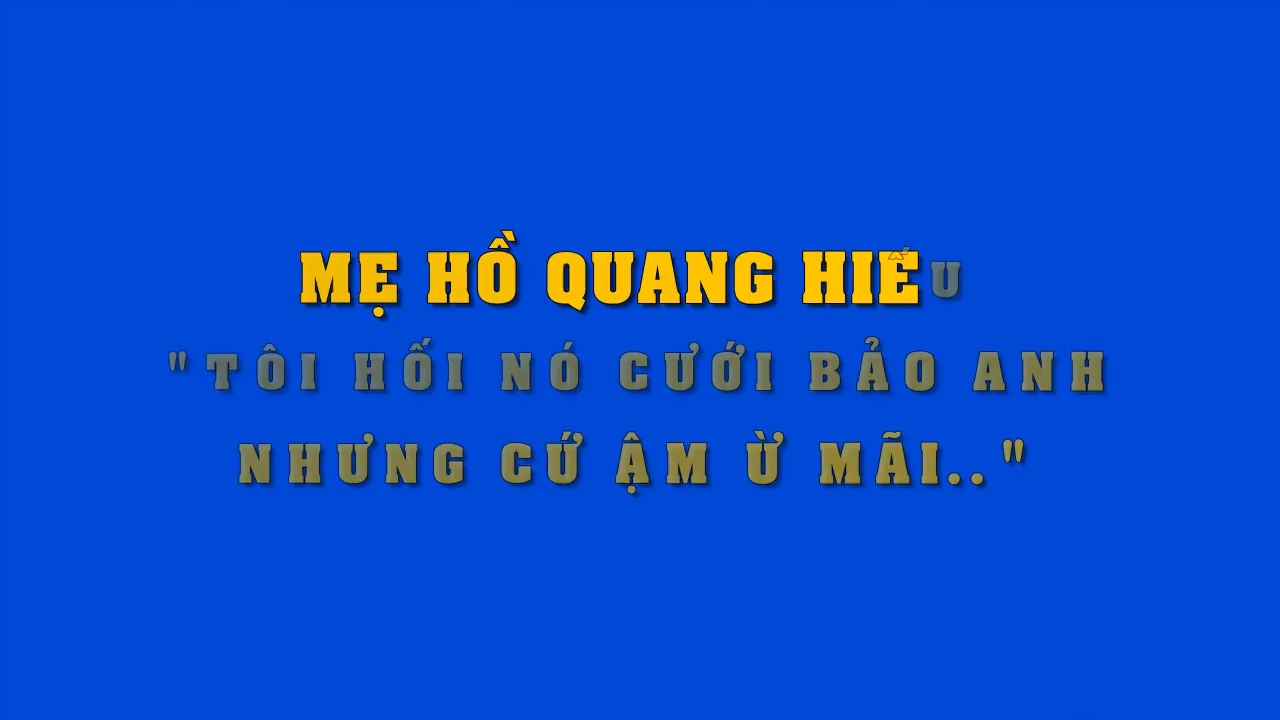 MẸ HỒ QUANG HIẾU
"TÔI HỐI NÓ CƯỚI BẢO ANH
NHƯNG CỨ ẬM Ừ MÃI.."